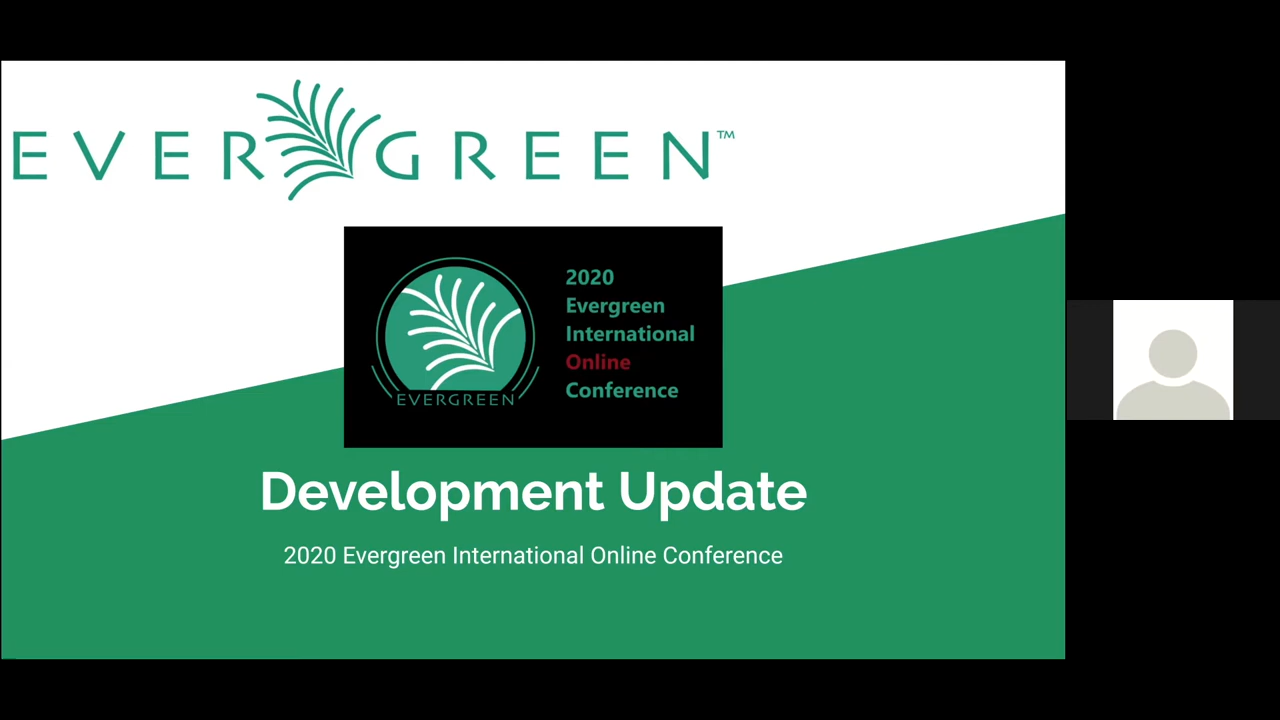 EVERGREEN™
2020
Evergreen
International
Online
Conference
EVERGREEN
Development Update
2020 Evergreen International Online Conference